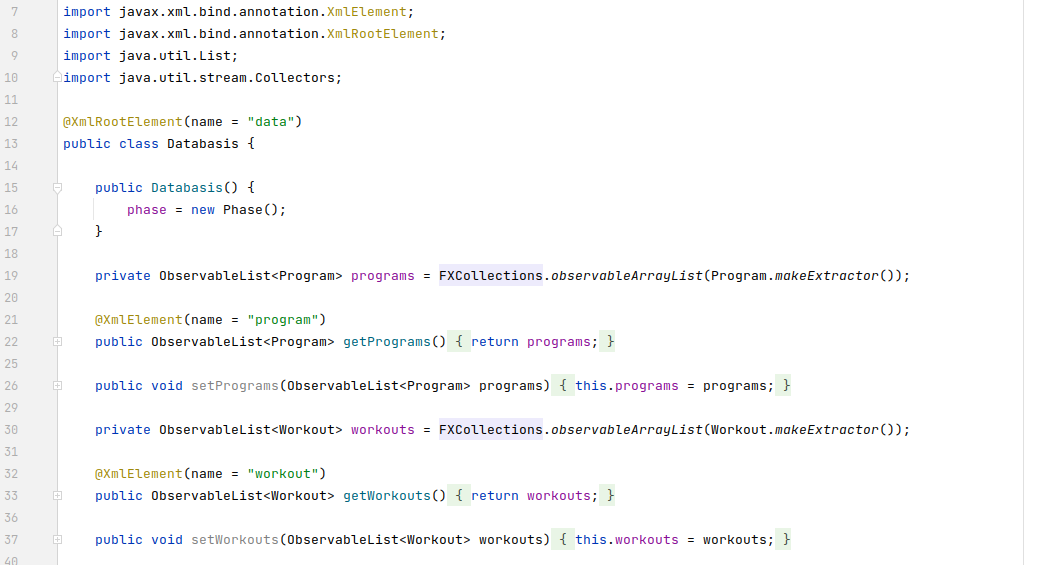 7 import javax.xml.bind.annotation.XmlElement;
8 import javax.xml.bind.annotation.XmlRootElement;
9 import java.util.List;
10 import java.util.stream.Collectors;
11
12 @XmlRootElement(name = "data")
13 public class Databasis {
14
15     public Databasis() {
16         phase = new Phase();
17     }
18
19     private ObservableList<Program> programs = FXCollections.observableArrayList(Program.makeExtractor());
20
21     @XmlElement(name = "program")
22     public ObservableList<Program> getPrograms() { return programs; }
25
26     public void setPrograms(ObservableList<Program> programs) { this.programs = programs; }
29
30     private ObservableList<Workout> workouts = FXCollections.observableArrayList(Workout.makeExtractor());
31
32     @XmlElement(name = "workout")
33     public ObservableList<Workout> getWorkouts() { return workouts; }
36
37     public void setWorkouts(ObservableList<Workout> workouts) { this.workouts = workouts; }
40